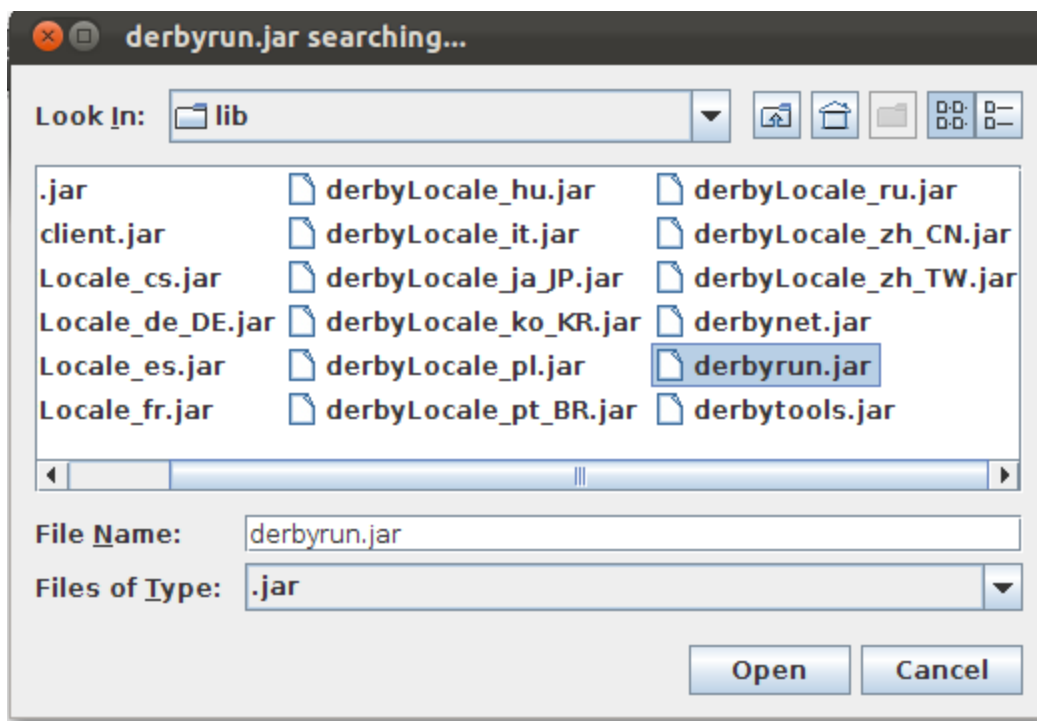 derbyrun.jar searching...
Look In: lib
.jar derbyLocale_hu.jar derbyLocale_ru.jar
client.jar derbyLocale_it.jar derbyLocale_zh_CN.jar
Locale_cs.jar derbyLocale_ja_JP.jar derbyLocale_zh_TW.jar
Locale_de_DE.jar derbyLocale_ko_KR.jar derbynet.jar
Locale_es.jar derbyLocale_pl.jar derbyrun.jar
Locale_fr.jar derbyLocale_pt_BR.jar derbytools.jar
File Name: derbyrun.jar
Files of Type: .jar
Open Cancel